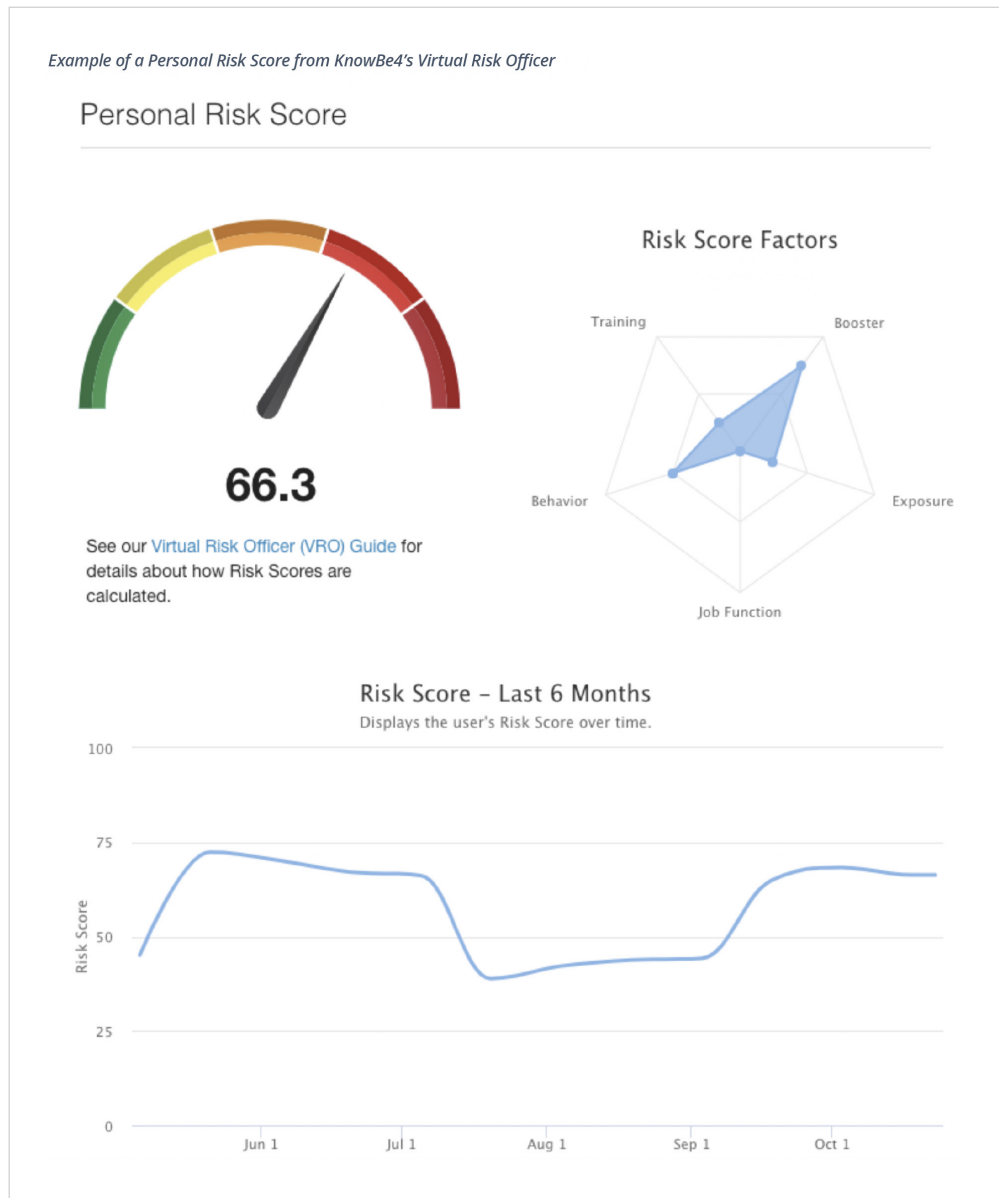 Example of a Personal Risk Score from KnowBe4’s Virtual Risk Officer
Personal Risk Score
Risk Score Factors
Training
Booster
Behavior
Exposure
Job Function
66.3
See our Virtual Risk Officer (VRO) Guide for
details about how Risk Scores are
calculated.
Risk Score – Last 6 Months
Displays the user's Risk Score over time.
Risk Score
100
75
50
25
0
Jun 1
Jul 1
Aug 1
Sep 1
Oct 1